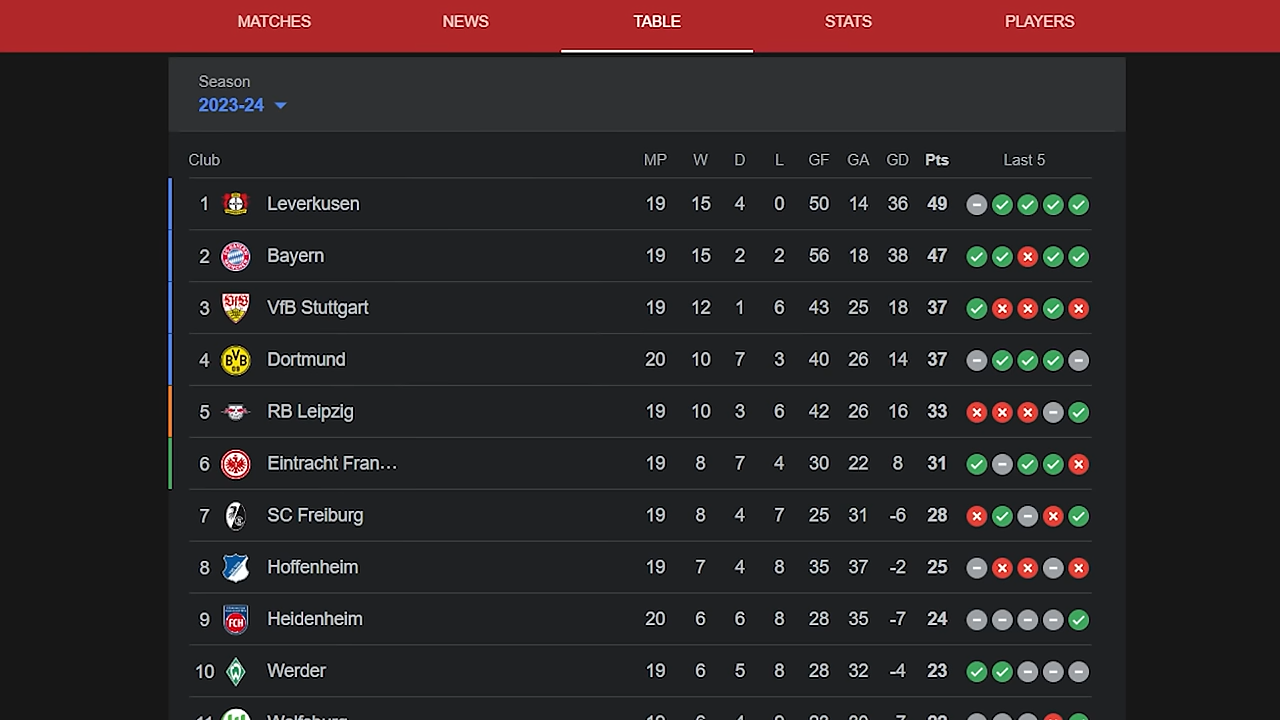 MATCHES NEWS TABLE STATS PLAYERS
Season
2023-24
Club MP W D L GF GA GD Pts Last 5
1 Leverkusen 19 15 4 0 50 14 36 49
2 Bayern 19 15 2 2 56 18 38 47
3 VfB Stuttgart 19 12 1 6 43 25 18 37
4 Dortmund 20 10 7 3 40 26 14 37
5 RB Leipzig 19 10 3 6 42 26 16 33
6 Eintracht Fran... 19 8 7 4 30 22 8 31
7 SC Freiburg 19 8 4 7 25 31 -6 28
8 Hoffenheim 19 7 4 8 35 37 -2 25
9 Heidenheim 20 6 6 8 28 35 -7 24
10 Werder 19 6 5 8 28 32 -4 23